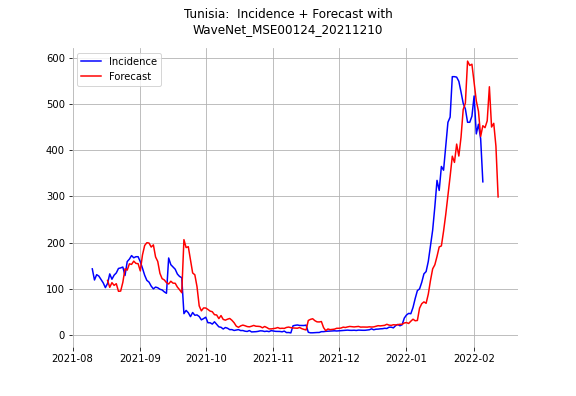 Tunisia:  Incidence + Forecast with
WaveNet_MSE00124_20211210
Incidence
Forecast
600
500
400
300
200
100
0
2021-08 2021-09 2021-10 2021-11 2021-12 2022-01 2022-02